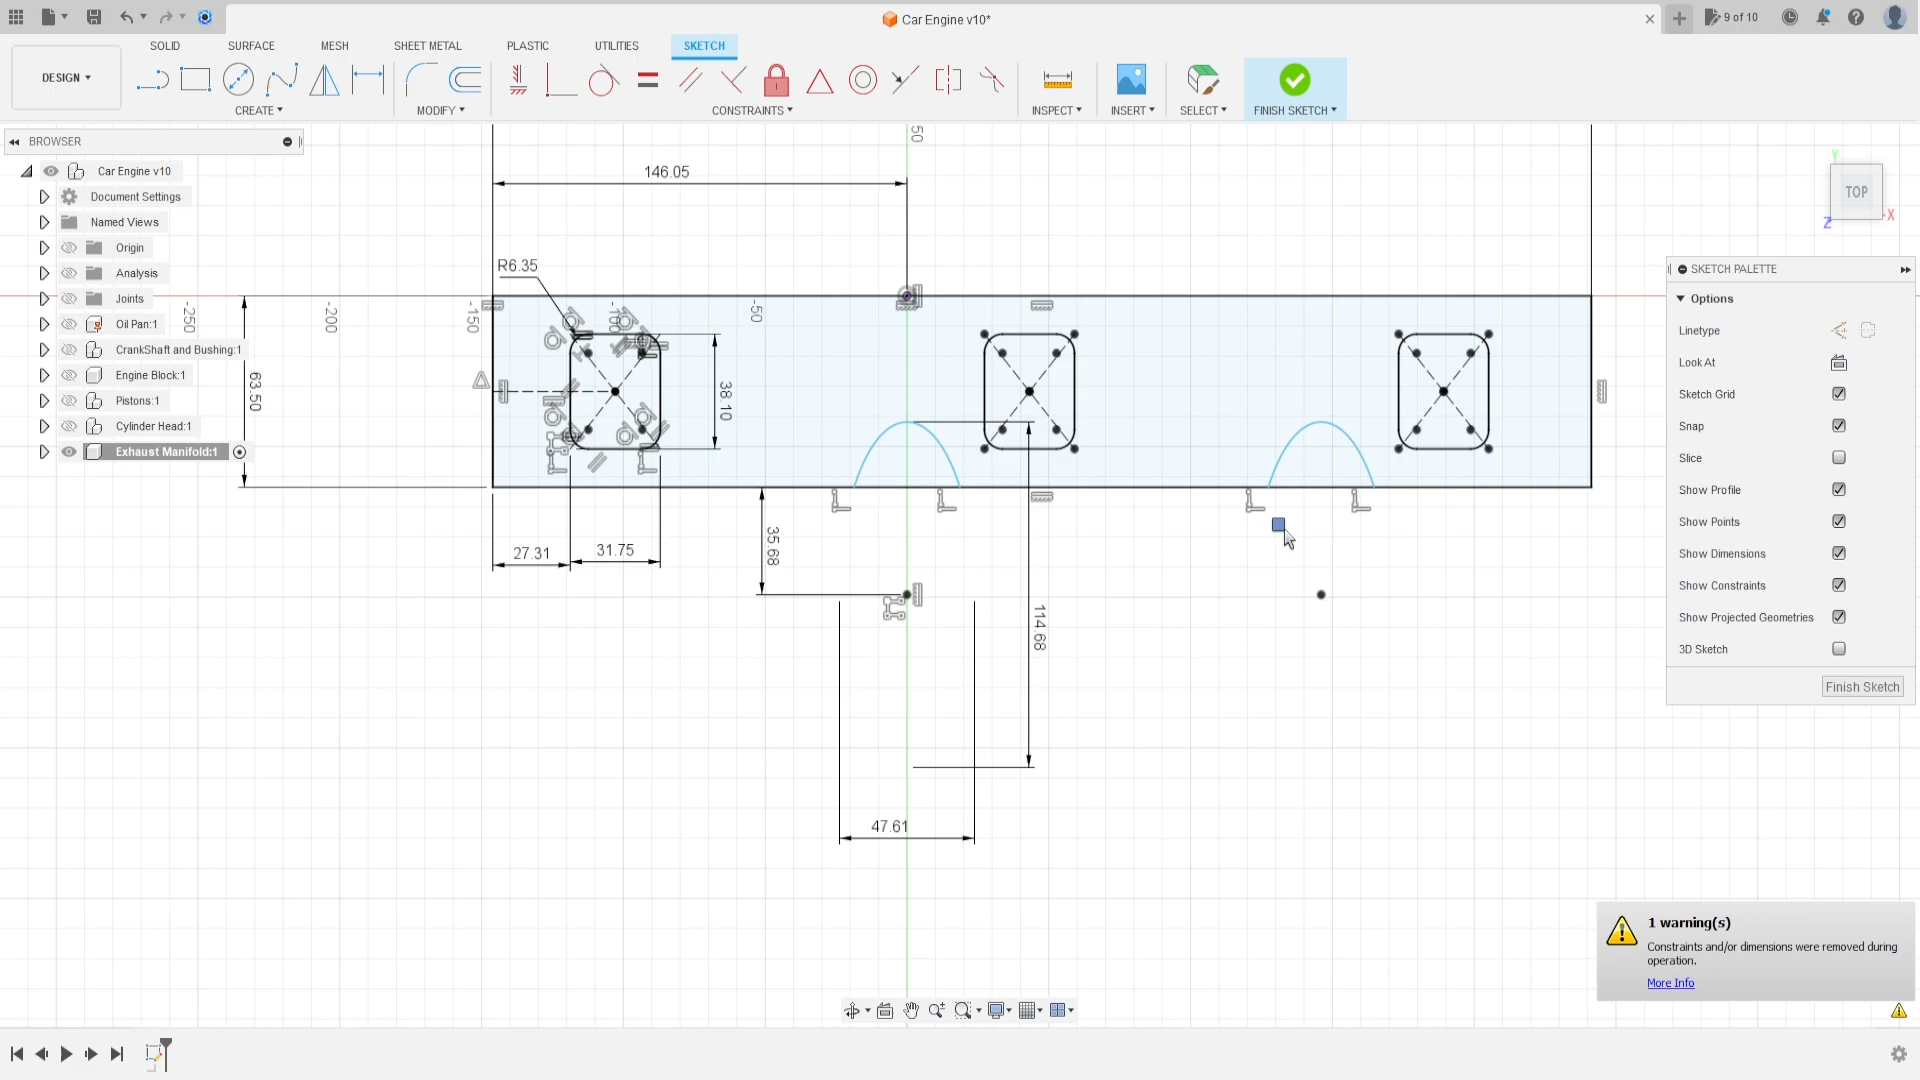 Car Engine v10*
9 of 10
DESIGN
SOLID
SURFACE
MESH
SHEET METAL
PLASTIC
UTILITIES
SKETCH
CREATE
MODIFY
CONSTRAINTS
INSPECT
INSERT
SELECT
FINISH SKETCH
BROWSER
Car Engine v10
Document Settings
Named Views
Origin
Analysis
Joints
Oil Pan:1
CrankShaft and Bushing:1
Engine Block:1
Pistons:1
Cylinder Head:1
Exhaust Manifold:1
50
146.05
R6.35
-250
-200
-150
-100
-50
63.50
38.10
27.31
31.75
35.68
114.68
47.61
TOP
Y
X
Z
SKETCH PALETTE
Options
Linetype
Look At
Sketch Grid
Snap
Slice
Show Profile
Show Points
Show Dimensions
Show Constraints
Show Projected Geometries
3D Sketch
Finish Sketch
1 warning(s)
Constraints and/or dimensions were removed during
operation.
More Info